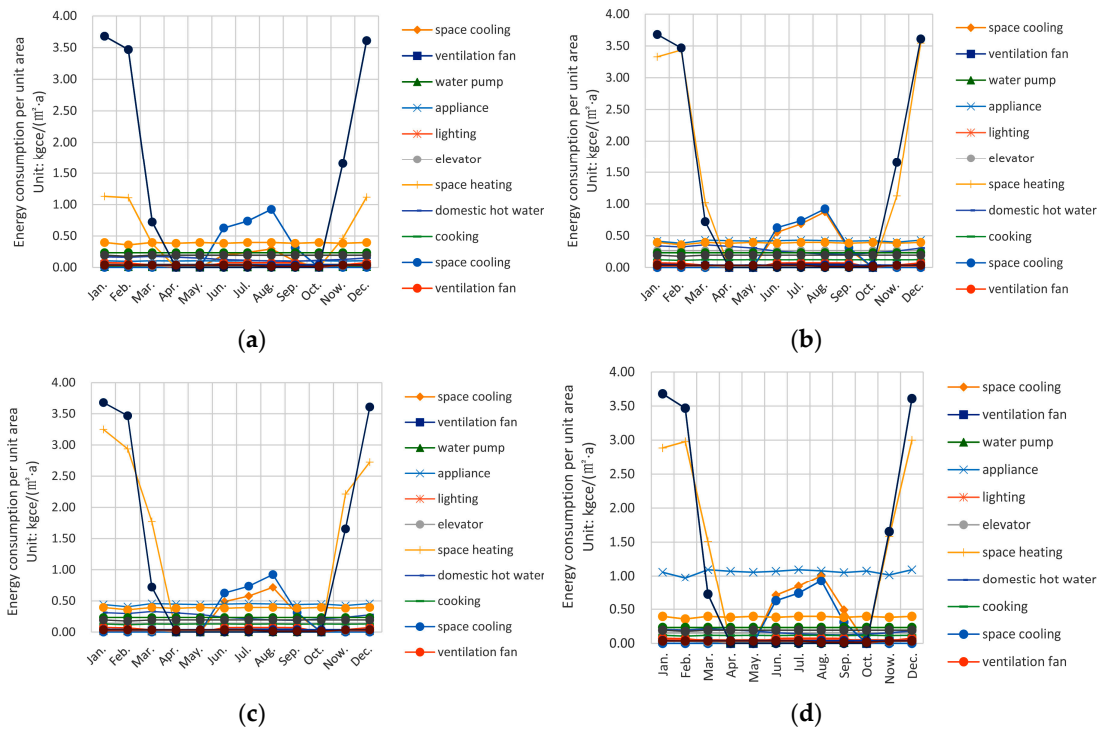 4.00
3.50
3.00
2.50
2.00
1.50
1.00
0.50
0.00
Energy consumption per unit area
Unit: kgce/(㎡·a)
Jan.
Feb.
Mar.
Apr.
May.
Jun.
Jul.
Aug.
Sep.
Oct.
Now.
Dec.
space cooling
ventilation fan
water pump
appliance
lighting
elevator
space heating
domestic hot water
cooking
space cooling
ventilation fan
(a)
4.00
3.50
3.00
2.50
2.00
1.50
1.00
0.50
0.00
Energy consumption per unit area
Unit: kgce/(㎡·a)
Jan.
Feb.
Mar.
Apr.
May.
Jun.
Jul.
Aug.
Sep.
Oct.
Now.
Dec.
space cooling
ventilation fan
water pump
appliance
lighting
elevator
space heating
domestic hot water
cooking
space cooling
ventilation fan
(b)
4.00
3.50
3.00
2.50
2.00
1.50
1.00
0.50
0.00
Energy consumption per unit area
Unit: kgce/(㎡·a)
Jan.
Feb.
Mar.
Apr.
May.
Jun.
Jul.
Aug.
Sep.
Oct.
Now.
Dec.
space cooling
ventilation fan
water pump
appliance
lighting
elevator
space heating
domestic hot water
cooking
space cooling
ventilation fan
(c)
4.00
3.50
3.00
2.50
2.00
1.50
1.00
0.50
0.00
Energy consumption per unit area
Unit: kgce/(㎡·a)
Jan.
Feb.
Mar.
Apr.
May.
Jun.
Jul.
Aug.
Sep.
Oct.
Now.
Dec.
space cooling
ventilation fan
water pump
appliance
lighting
elevator
space heating
domestic hot water
cooking
space cooling
ventilation fan
(d)